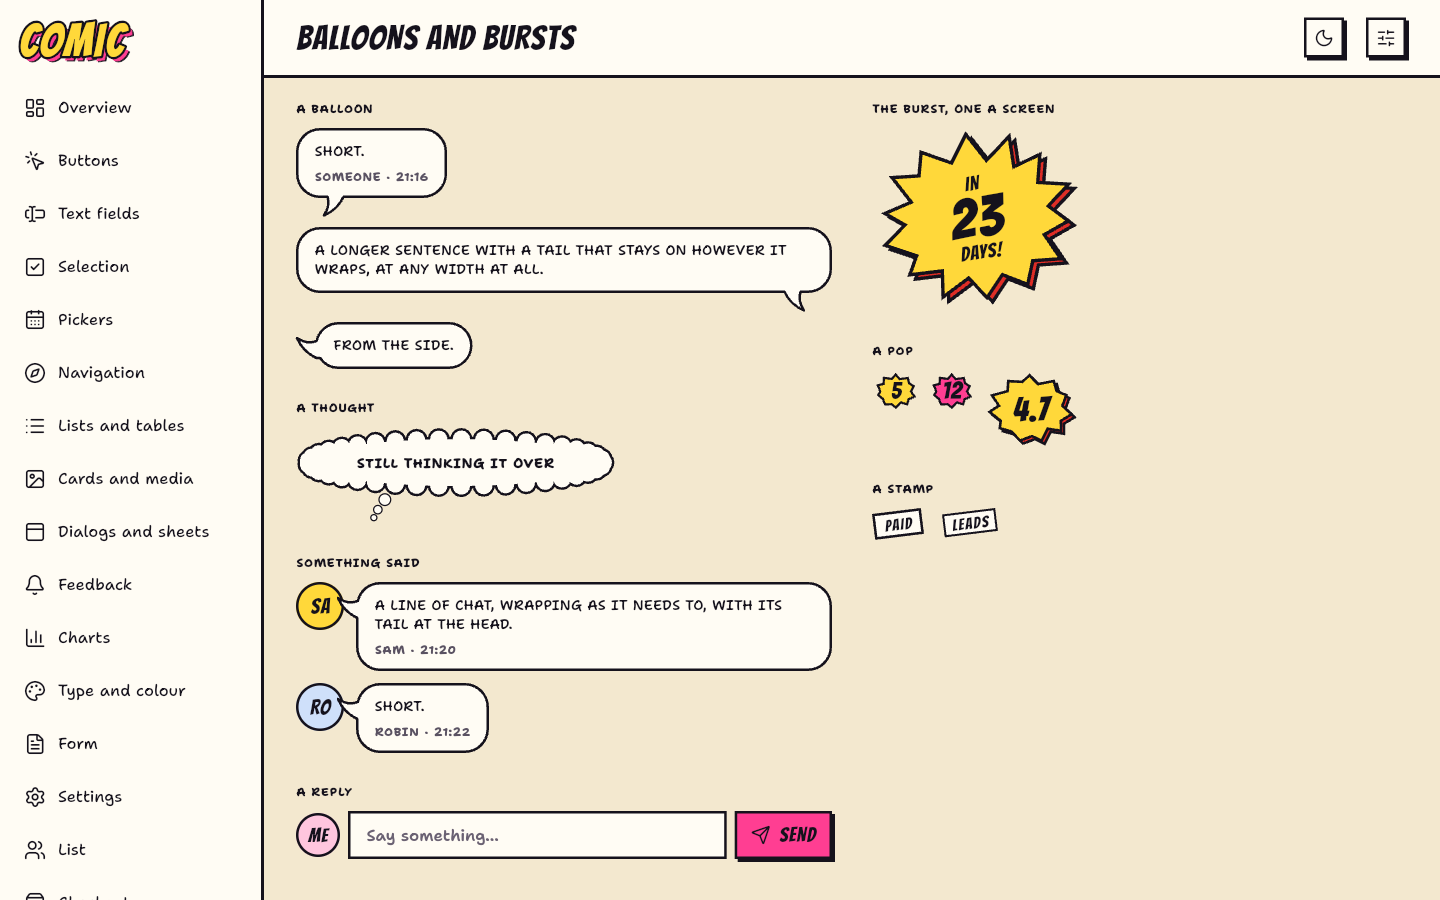 COMIC
Overview
Buttons
Text fields
Selection
Pickers
Navigation
Lists and tables
Cards and media
Dialogs and sheets
Feedback
Charts
Type and colour
Form
Settings
List
BALLOONS AND BURSTS
A BALLOON
SHORT.
SOMEONE · 21:16
A LONGER SENTENCE WITH A TAIL THAT STAYS ON HOWEVER IT
WRAPS, AT ANY WIDTH AT ALL.
FROM THE SIDE.
A THOUGHT
STILL THINKING IT OVER
SOMETHING SAID
SA
A LINE OF CHAT, WRAPPING AS IT NEEDS TO, WITH ITS
TAIL AT THE HEAD.
SAM · 21:20
RO
SHORT.
ROBIN · 21:22
A REPLY
ME
Say something...
SEND
THE BURST, ONE A SCREEN
IN
23
DAYS!
A POP
5
12
4.7
A STAMP
PAID
LEADS